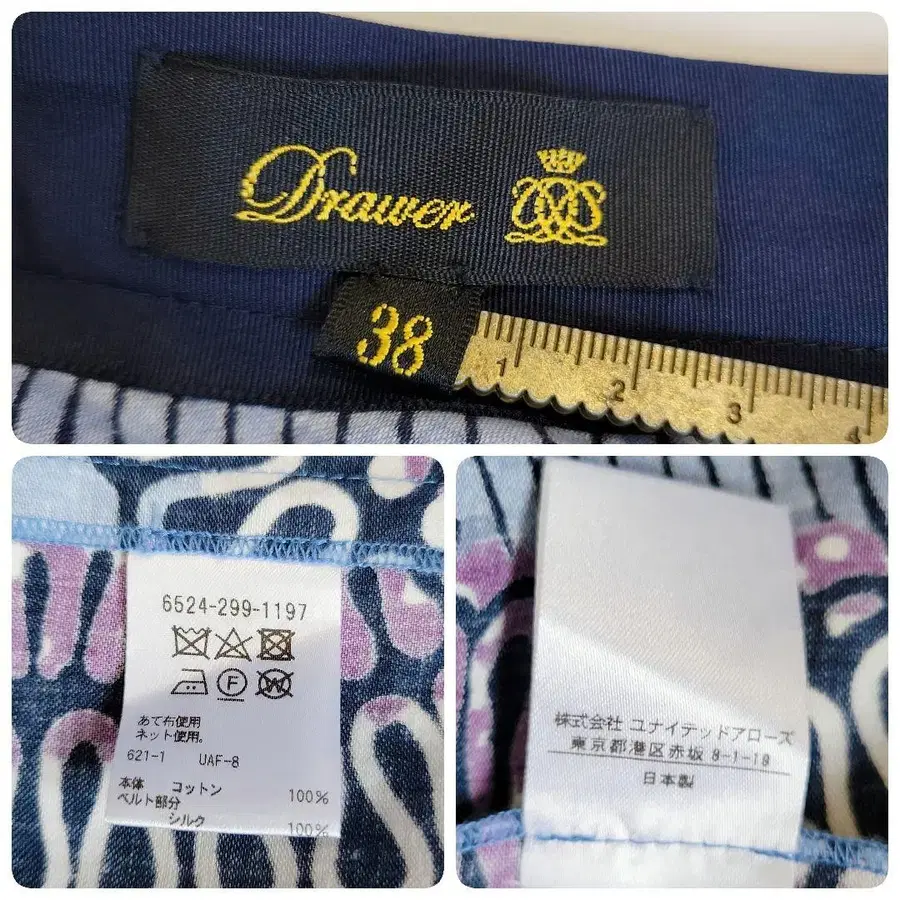 Drawer
38
1 2 3 4
6524-299-1197
F W
あて布使用
ネット使用。
621-1 UAF-8
本体 コットン 100%
ベルト部分
シルク 100%
株式会社 ユナイテッドアローズ
東京都港区赤坂 8-1-19
日本製